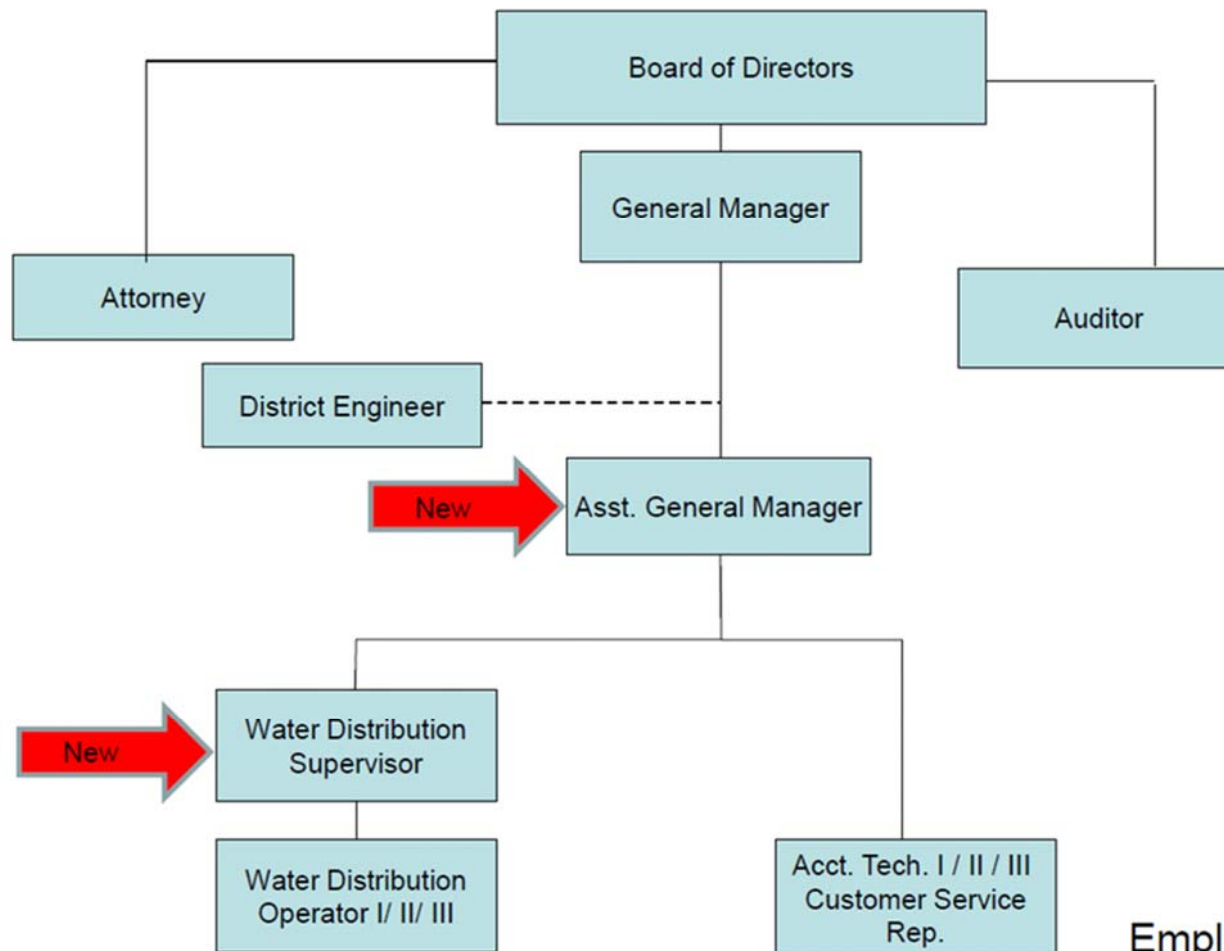 Board of Directors
General Manager
Attorney
Auditor
District Engineer
New
Asst. General Manager
New
Water Distribution
Supervisor
Water Distribution
Operator I/ II/ III
Acct. Tech. I / II / III
Customer Service
Rep.